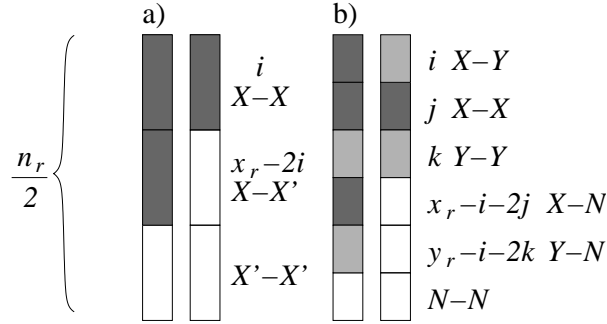 a)
i
X–X
x_r–2i
X–X'
X'–X'
n_r
2
b)
i X–Y
j X–X
k Y–Y
x_r–i–2j X–N
y_r–i–2k Y–N
N–N